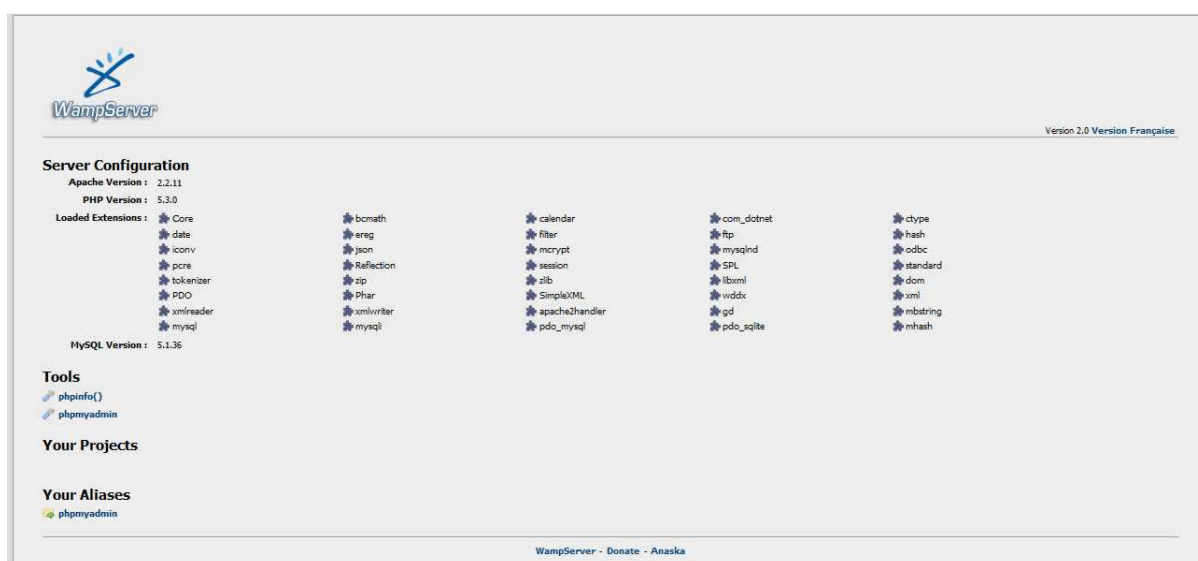 WampServer
Version 2.0 Version Française
Server Configuration
Apache Version : 2.2.11
PHP Version : 5.3.0
Loaded Extensions : Core bcmath calendar com_dotnet ctype
date ereg filter ftp hash
iconv json mcrypt mysqlnd odbc
pcre Reflection session SPL standard
tokenizer zip zlib libxml dom
PDO Phar SimpleXML wddx xml
xmlreader xmlwriter apache2handler gd mbstring
mysql mysqli pdo_mysql pdo_sqlite mhash
MySQL Version : 5.1.36
Tools
phpinfo()
phpmyadmin
Your Projects
Your Aliases
phpmyadmin
WampServer - Donate - Anaska